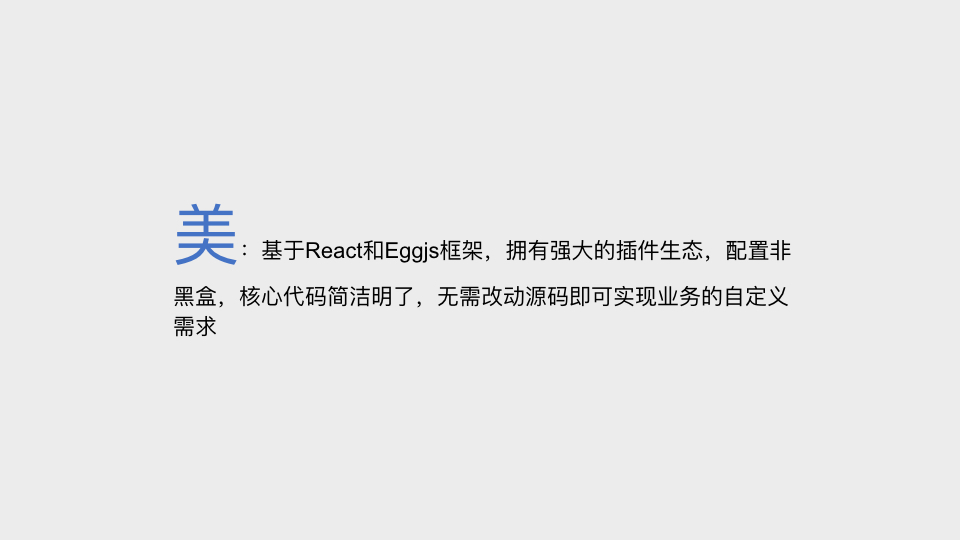 美：基于React和Eggjs框架，拥有强大的插件生态，配置非
黑盒，核心代码简洁明了，无需改动源码即可实现业务的自定义
需求